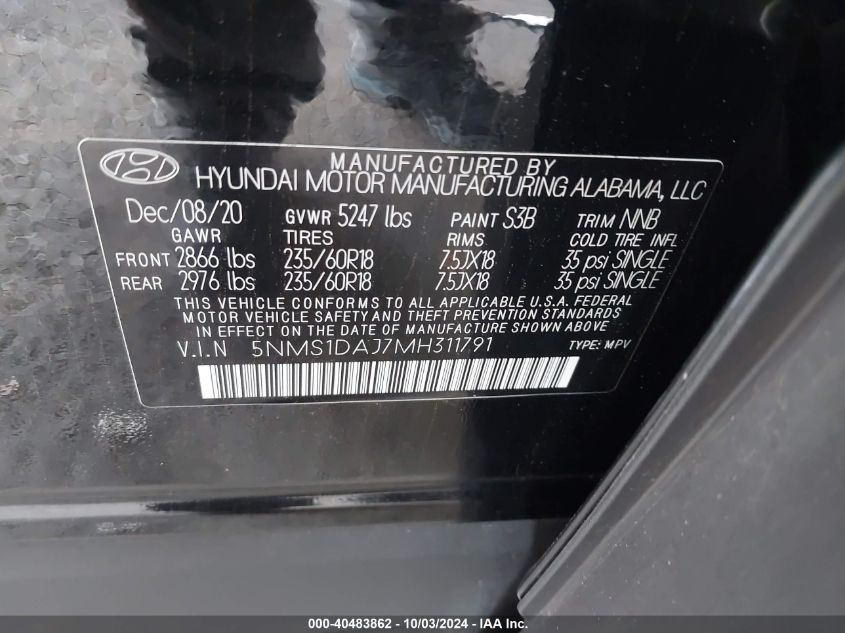 MANUFACTURED BY
HYUNDAI MOTOR MANUFACTURING ALABAMA, LLC
Dec/08/20 GVWR 5247 lbs PAINT S3B TRIM NNB
GAWR TIRES RIMS COLD TIRE INFL
FRONT 2866 lbs 235/60R18 7.5JX18 35 psi SINGLE
REAR 2976 lbs 235/60R18 7.5JX18 35 psi SINGLE
THIS VEHICLE CONFORMS TO ALL APPLICABLE U.S.A. FEDERAL
MOTOR VEHICLE SAFETY AND THEFT PREVENTION STANDARDS
IN EFFECT ON THE DATE OF MANUFACTURE SHOWN ABOVE.
V.I.N 5NMS1DAJ7MH311791 TYPE: MPV
000-40483862 - 10/03/2024 - IAA Inc.